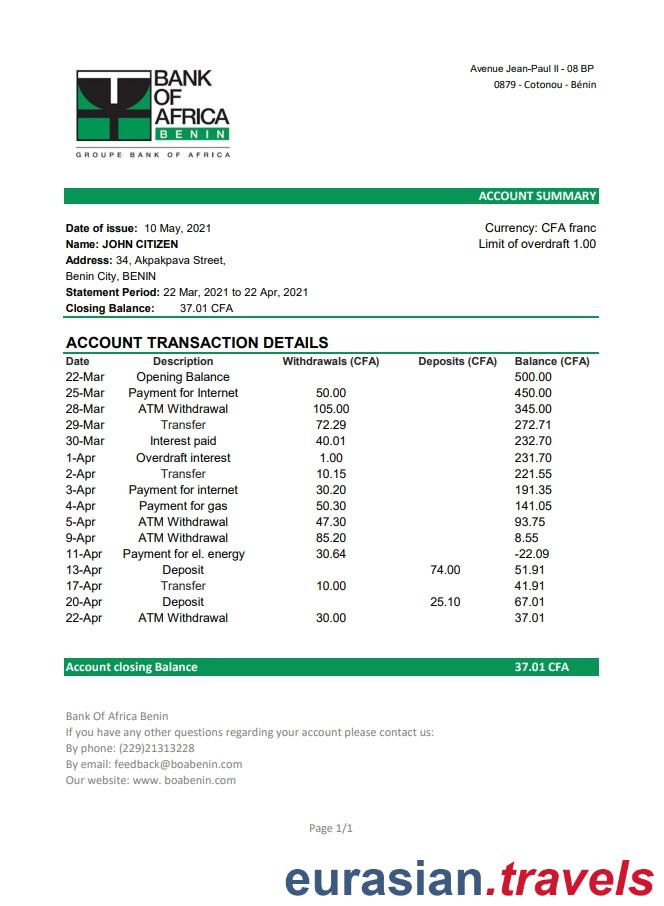 BANK
OF
AFRICA
BENIN
GROUPE BANK OF AFRICA
Avenue Jean-Paul II - 08 BP
0879 - Cotonou - Bénin
ACCOUNT SUMMARY
Date of issue: 10 May, 2021
Name: JOHN CITIZEN
Address: 34, Akpakpava Street,
Benin City, BENIN
Statement Period: 22 Mar, 2021 to 22 Apr, 2021
Closing Balance: 37.01 CFA
Currency: CFA franc
Limit of overdraft 1.00
ACCOUNT TRANSACTION DETAILS
Date Description Withdrawals (CFA) Deposits (CFA) Balance (CFA)
22-Mar Opening Balance 500.00
25-Mar Payment for Internet 50.00 450.00
28-Mar ATM Withdrawal 105.00 345.00
29-Mar Transfer 72.29 272.71
30-Mar Interest paid 40.01 232.70
1-Apr Overdraft interest 1.00 231.70
2-Apr Transfer 10.15 221.55
3-Apr Payment for internet 30.20 191.35
4-Apr Payment for gas 50.30 141.05
5-Apr ATM Withdrawal 47.30 93.75
9-Apr ATM Withdrawal 85.20 8.55
11-Apr Payment for el. energy 30.64 -22.09
13-Apr Deposit 74.00 51.91
17-Apr Transfer 10.00 41.91
20-Apr Deposit 25.10 67.01
22-Apr ATM Withdrawal 30.00 37.01
Account closing Balance 37.01 CFA
Bank Of Africa Benin
If you have any other questions regarding your account please contact us:
By phone: (229)21313228
By email: feedback@boabenin.com
Our website: www. boabenin.com
Page 1/1
eurasian.travels